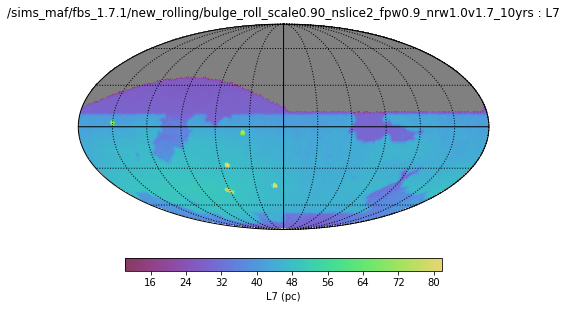 /sims_maf/fbs_1.7.1/new_rolling/bulge_roll_scale0.90_nslice2_fpw0.9_nrw1.0v1.7_10yrs : L7
16 24 32 40 48 56 64 72 80
L7 (pc)